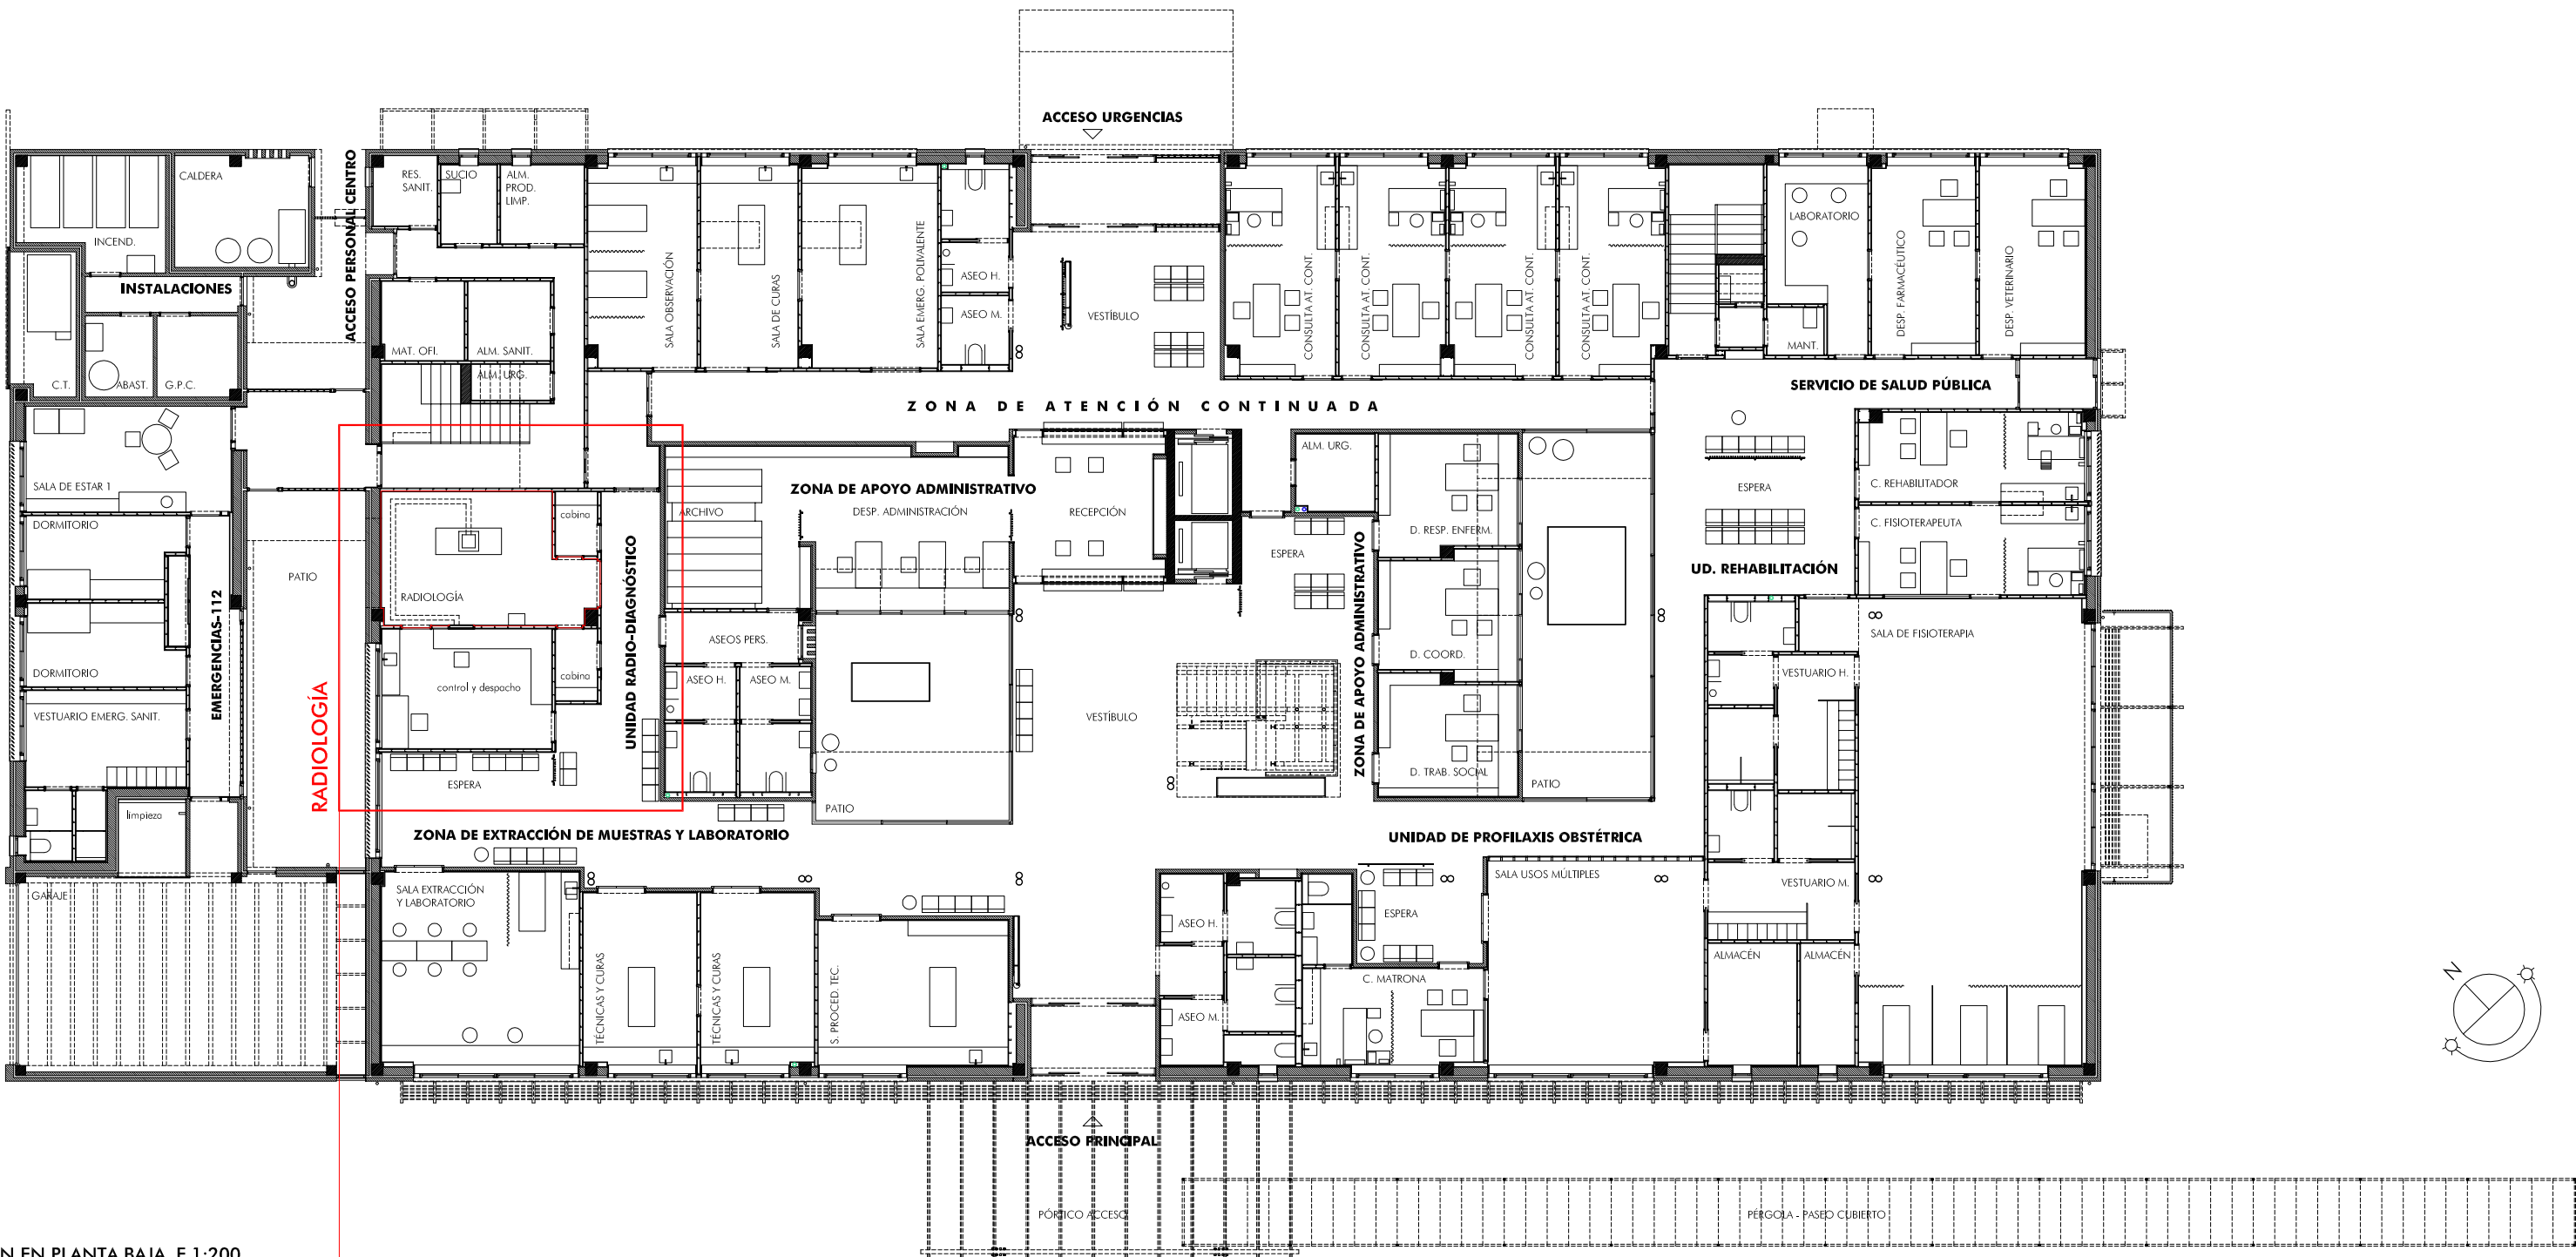 ACCESO URGENCIAS
ACCESO PERSONAL CENTRO
CALDERA
RES.
SANIT.
SUCIO
ALM.
PROD.
LIMP.
INCEND.
INSTALACIONES
C.T.
ABAST.
G.P.C.
MAT. OFI.
ALM. SANIT.
ALM. URG.
SALA OBSERVACIÓN
SALA DE CURAS
SALA EMERG. POLIVALENTE
ASEO H.
ASEO M.
VESTÍBULO
CONSULTA AT. CONT.
CONSULTA AT. CONT.
CONSULTA AT. CONT.
CONSULTA AT. CONT.
LABORATORIO
MANT.
DESP. FARMACÉUTICO
DESP. VETERINARIO
SERVICIO DE SALUD PÚBLICA
ZONA DE ATENCIÓN CONTINUADA
SALA DE ESTAR 1
DORMITORIO
DORMITORIO
VESTUARIO EMERG. SANIT.
EMERGENCIAS-112
PATIO
limpieza
GARAJE
RADIOLOGÍA
RADIOLOGÍA
cabina
control y despacho
cabina
UNIDAD RADIO-DIAGNÓSTICO
ESPERA
ARCHIVO
ZONA DE APOYO ADMINISTRATIVO
DESP. ADMINISTRACIÓN
RECEPCIÓN
ASEOS PERS.
ASEO H.
ASEO M.
PATIO
VESTÍBULO
ALM. URG.
ESPERA
ZONA DE APOYO ADMINISTRATIVO
D. RESP. ENFERM.
D. COORD.
D. TRAB. SOCIAL
PATIO
ESPERA
UD. REHABILITACIÓN
C. REHABILITADOR
C. FISIOTERAPEUTA
SALA DE FISIOTERAPIA
VESTUARIO H.
VESTUARIO M.
ALMACÉN
ALMACÉN
ZONA DE EXTRACCIÓN DE MUESTRAS Y LABORATORIO
SALA EXTRACCIÓN
Y LABORATORIO
TÉCNICAS Y CURAS
TÉCNICAS Y CURAS
S. PROCED. TEC.
UNIDAD DE PROFILAXIS OBSTÉTRICA
ASEO H.
ASEO M.
ESPERA
C. MATRONA
SALA USOS MÚLTIPLES
N
ACCESO PRINCIPAL
PÓRTICO ACCESO
PÉRGOLA - PASEO CUBIERTO
N EN PLANTA BAJA E 1:200